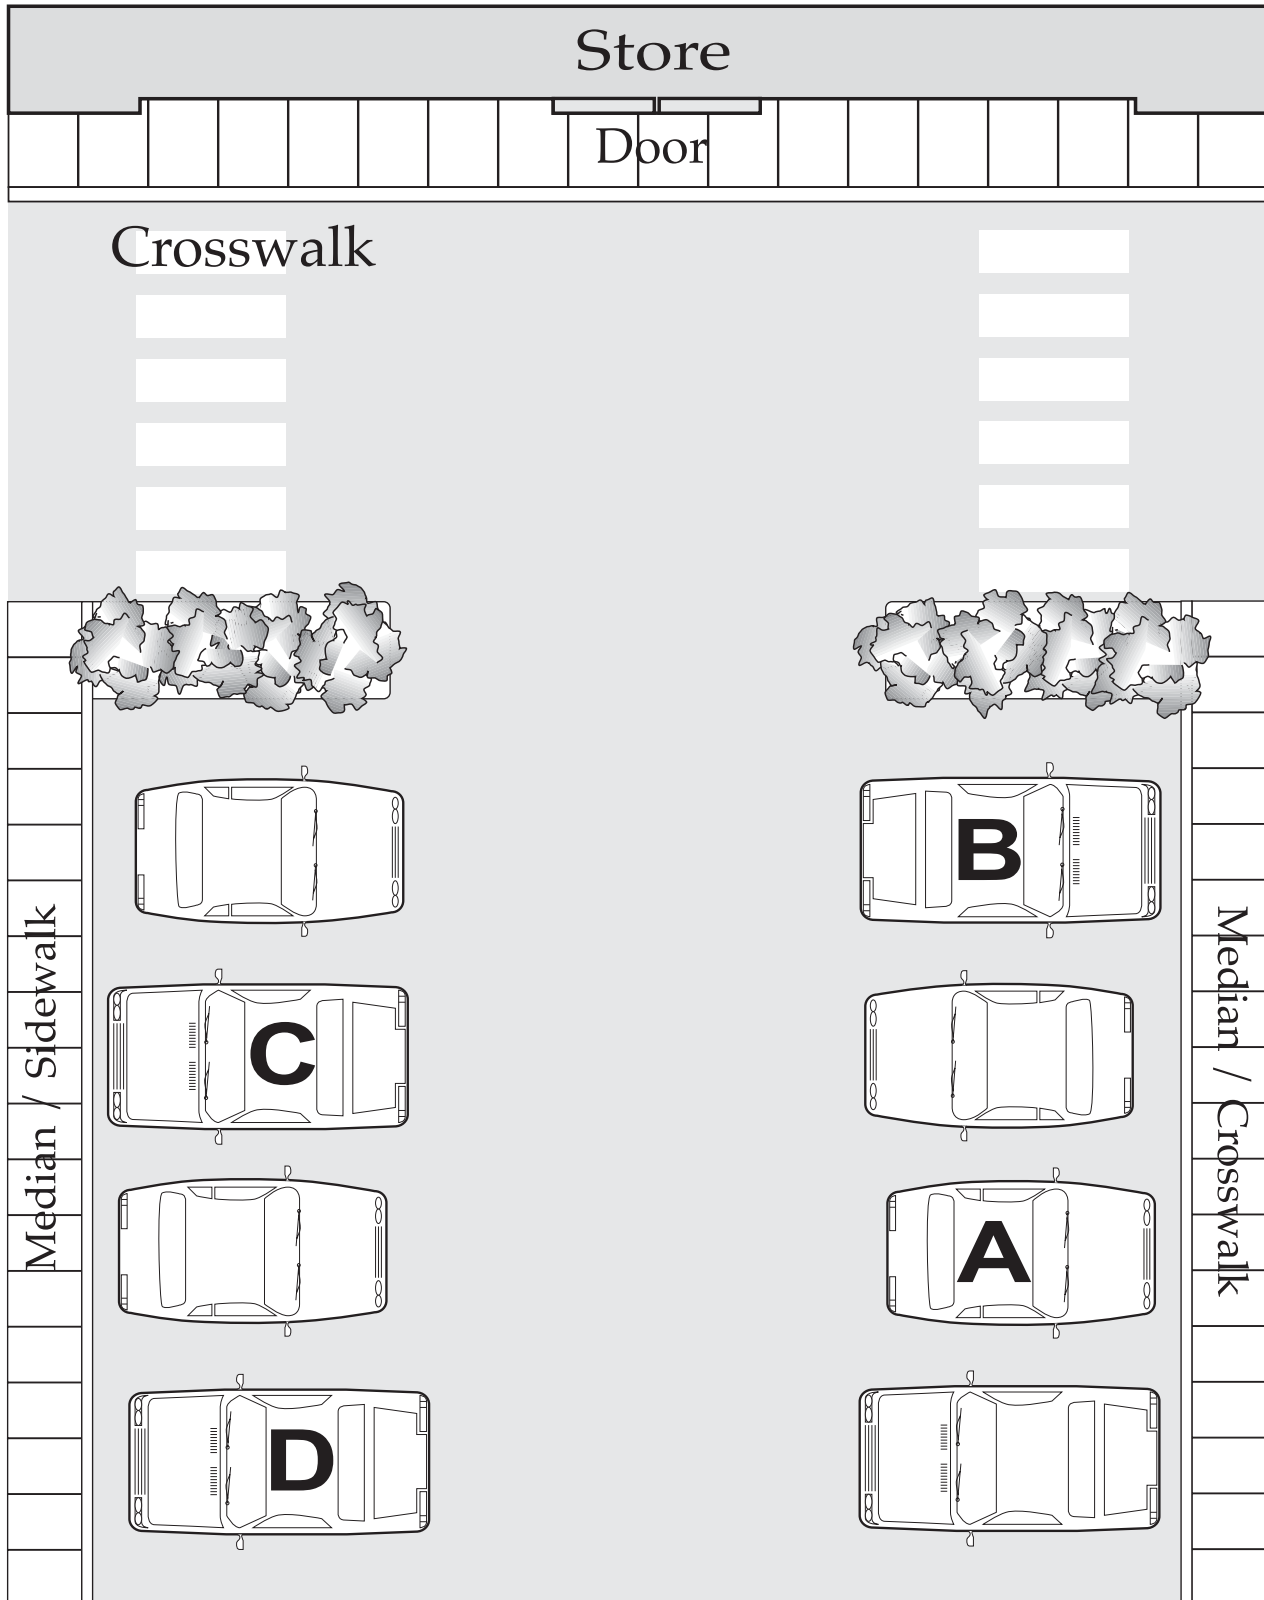 Store
Door
Crosswalk
B
C
Median / Sidewalk
Median / Crosswalk
A
D